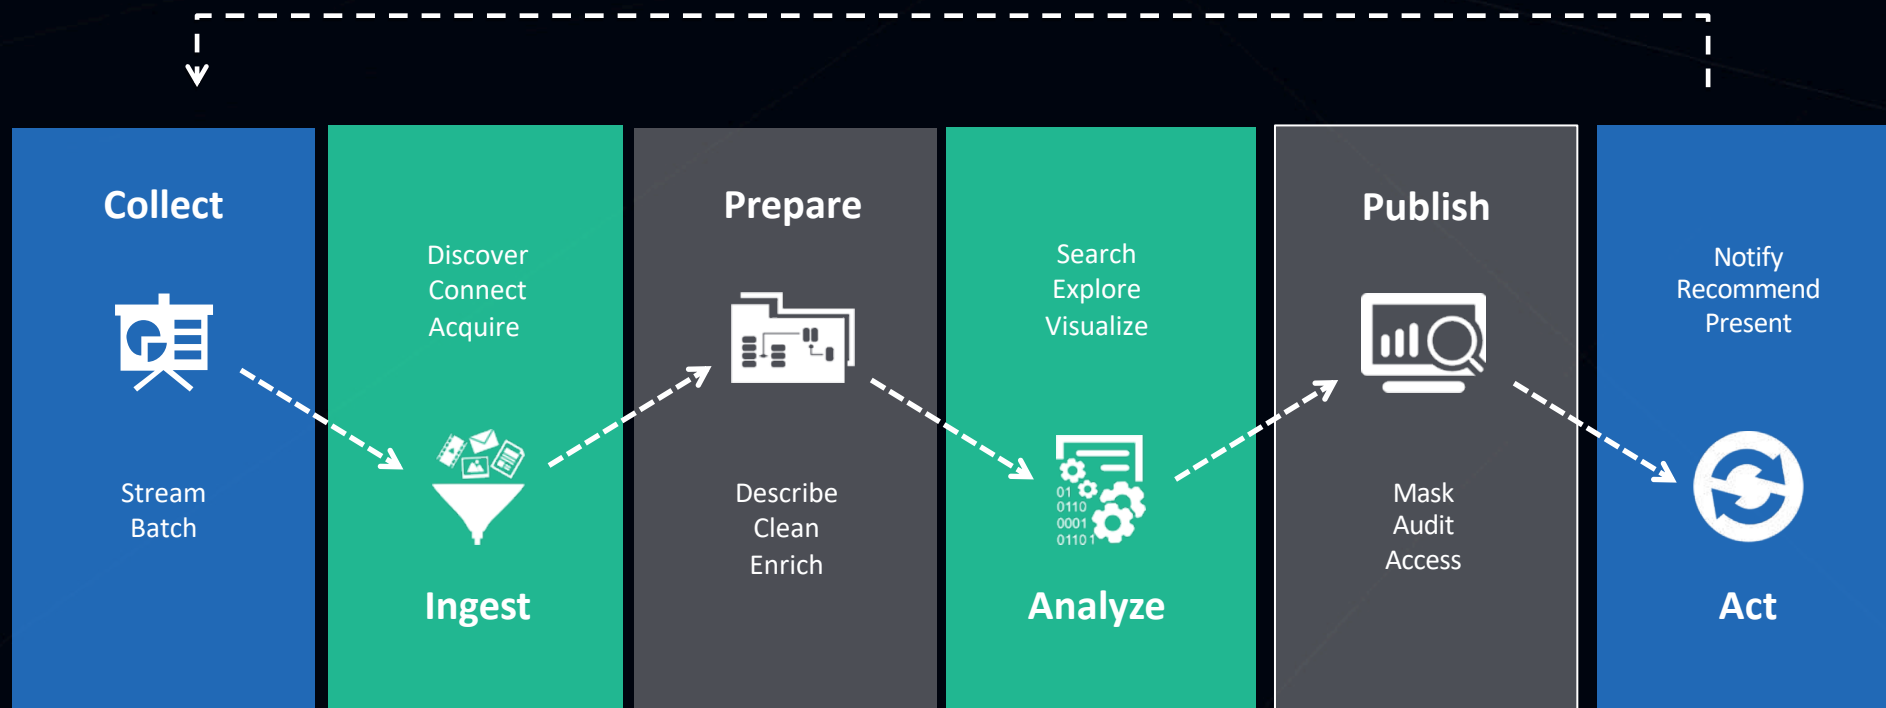 Collect
Stream
Batch
Discover
Connect
Acquire
Ingest
Prepare
Describe
Clean
Enrich
Search
Explore
Visualize
01
0110
0001
01101
Analyze
Publish
Mask
Audit
Access
Notify
Recommend
Present
Act